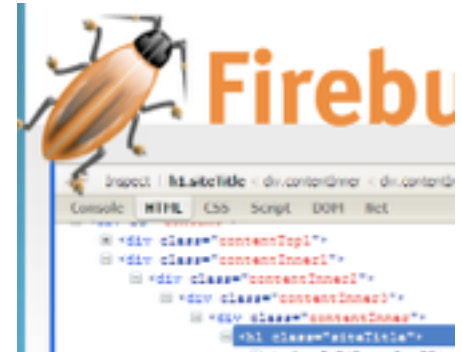 Firebu
Inspect | h1.siteTitle < div.contentInner < div.contentIn
Console HTML CSS Script DOM Net
<div class="contentTop1">
<div class="contentInner1">
<div class="contentInner2">
<div class="contentInner3">
<div class="contentInner">
<h1 class="siteTitle">